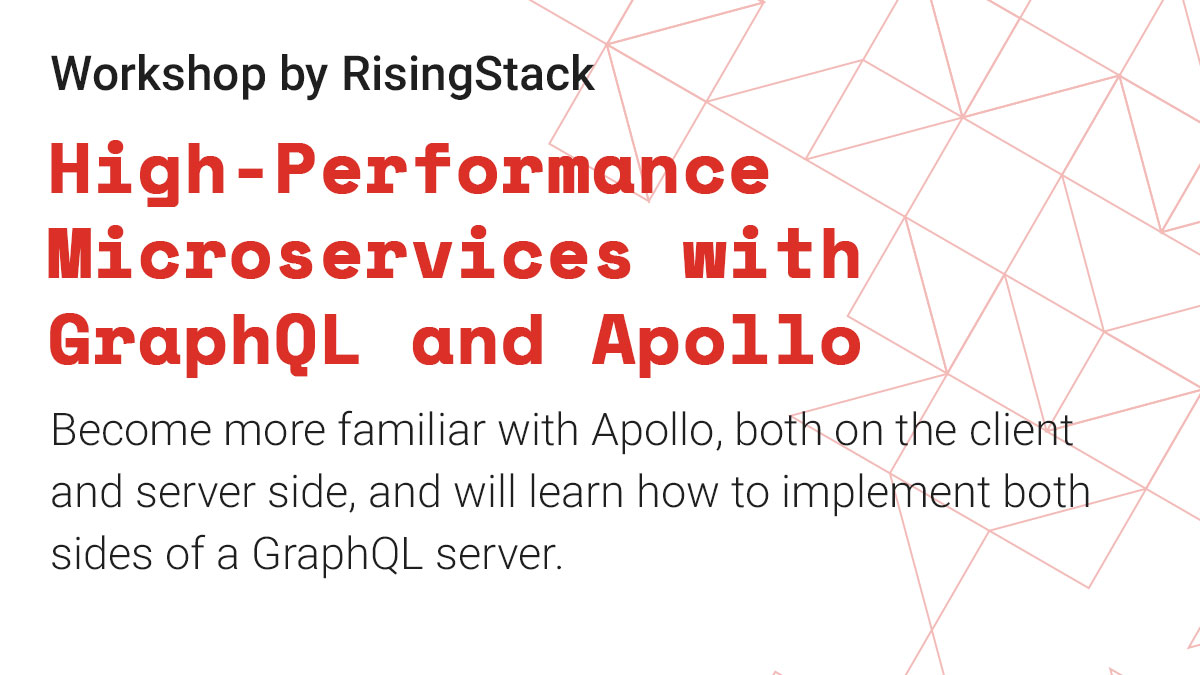 Workshop by RisingStack
High-Performance
Microservices with
GraphQL and Apollo
Become more familiar with Apollo, both on the client
and server side, and will learn how to implement both
sides of a GraphQL server.